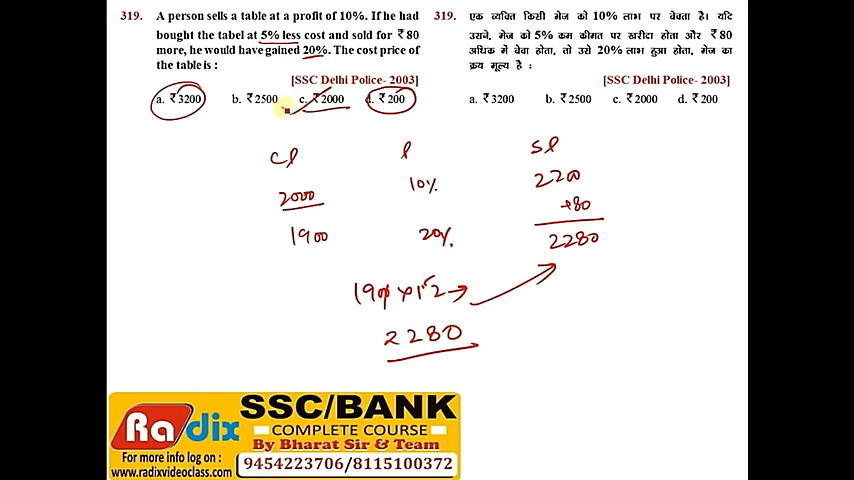 319. A person sells a table at a profit of 10%. If he had
bought the tabel at 5% less cost and sold for ₹ 80
more, he would have gained 20%. The cost price of
the table is :
[SSC Delhi Police- 2003]
a. ₹ 3200 b. ₹ 2500 c. ₹ 2000 d. ₹ 200
319. एक व्यक्ति किसी मेज को 10% लाभ पर बेचता है। यदि
उसने, मेज को 5% कम कीमत पर खरीदा होता और ₹ 80
अधिक में बेचा होता, तो उसे 20% लाभ हुआ होता, मेज का
क्रय मूल्य है :
[SSC Delhi Police- 2003]
a. ₹ 3200 b. ₹ 2500 c. ₹ 2000 d. ₹ 200
CP P SP
2000 10% 2200
+80
1900 20% 2280
1900 × 1.2 →
2280
Radix
For more info log on :
www.radixvideoclass.com
SSC/BANK
COMPLETE COURSE
By Bharat Sir & Team
9454223706/8115100372